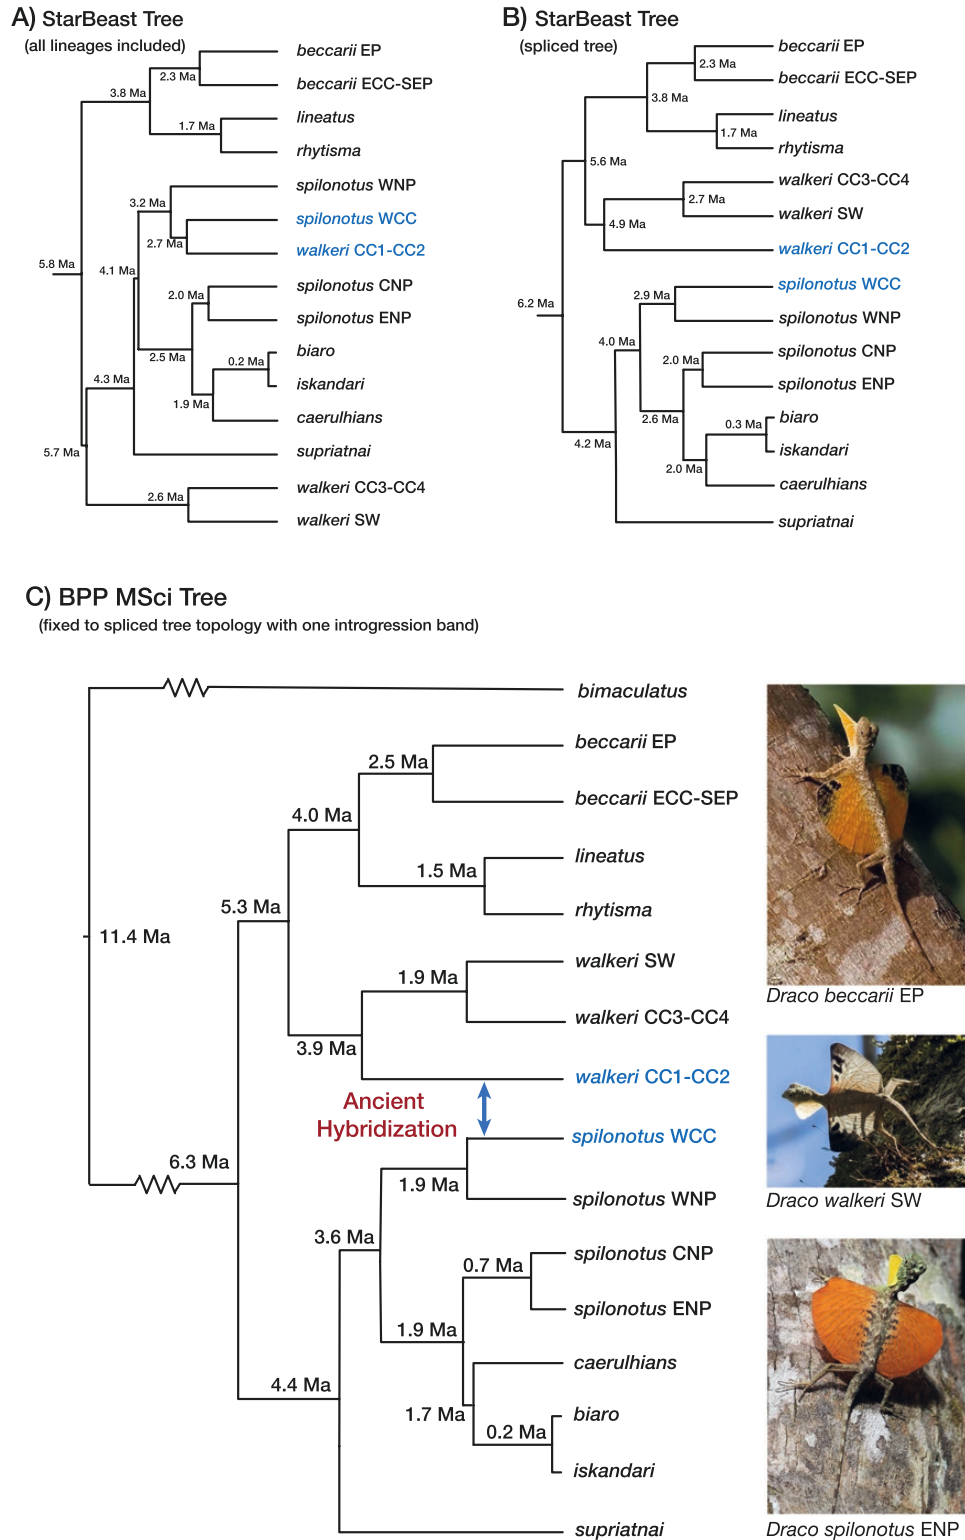 A) StarBeast Tree
(all lineages included)
beccarii EP
2.3 Ma
beccarii ECC-SEP
3.8 Ma
lineatus
1.7 Ma
rhytisma
spilonotus WNP
3.2 Ma
spilonotus WCC
2.7 Ma
walkeri CC1-CC2
5.8 Ma
4.1 Ma
spilonotus CNP
2.0 Ma
spilonotus ENP
2.5 Ma
biaro
0.2 Ma
iskandari
4.3 Ma
1.9 Ma
caerulhians
supriatnai
5.7 Ma
walkeri CC3-CC4
2.6 Ma
walkeri SW
B) StarBeast Tree
(spliced tree)
beccarii EP
2.3 Ma
beccarii ECC-SEP
3.8 Ma
lineatus
1.7 Ma
rhytisma
5.6 Ma
walkeri CC3-CC4
2.7 Ma
walkeri SW
4.9 Ma
walkeri CC1-CC2
spilonotus WCC
2.9 Ma
6.2 Ma
spilonotus WNP
4.0 Ma
spilonotus CNP
2.0 Ma
spilonotus ENP
2.6 Ma
biaro
0.3 Ma
4.2 Ma
iskandari
2.0 Ma
caerulhians
supriatnai
C) BPP MSci Tree
(fixed to spliced tree topology with one introgression band)
bimaculatus
beccarii EP
2.5 Ma
beccarii ECC-SEP
4.0 Ma
lineatus
1.5 Ma
rhytisma
5.3 Ma
11.4 Ma
walkeri SW
1.9 Ma
walkeri CC3-CC4
3.9 Ma
walkeri CC1-CC2
Ancient
Hybridization
spilonotus WCC
6.3 Ma
1.9 Ma
spilonotus WNP
3.6 Ma
spilonotus CNP
0.7 Ma
spilonotus ENP
1.9 Ma
caerulhians
4.4 Ma
1.7 Ma
biaro
0.2 Ma
iskandari
supriatnai
Draco beccarii EP
Draco walkeri SW
Draco spilonotus ENP